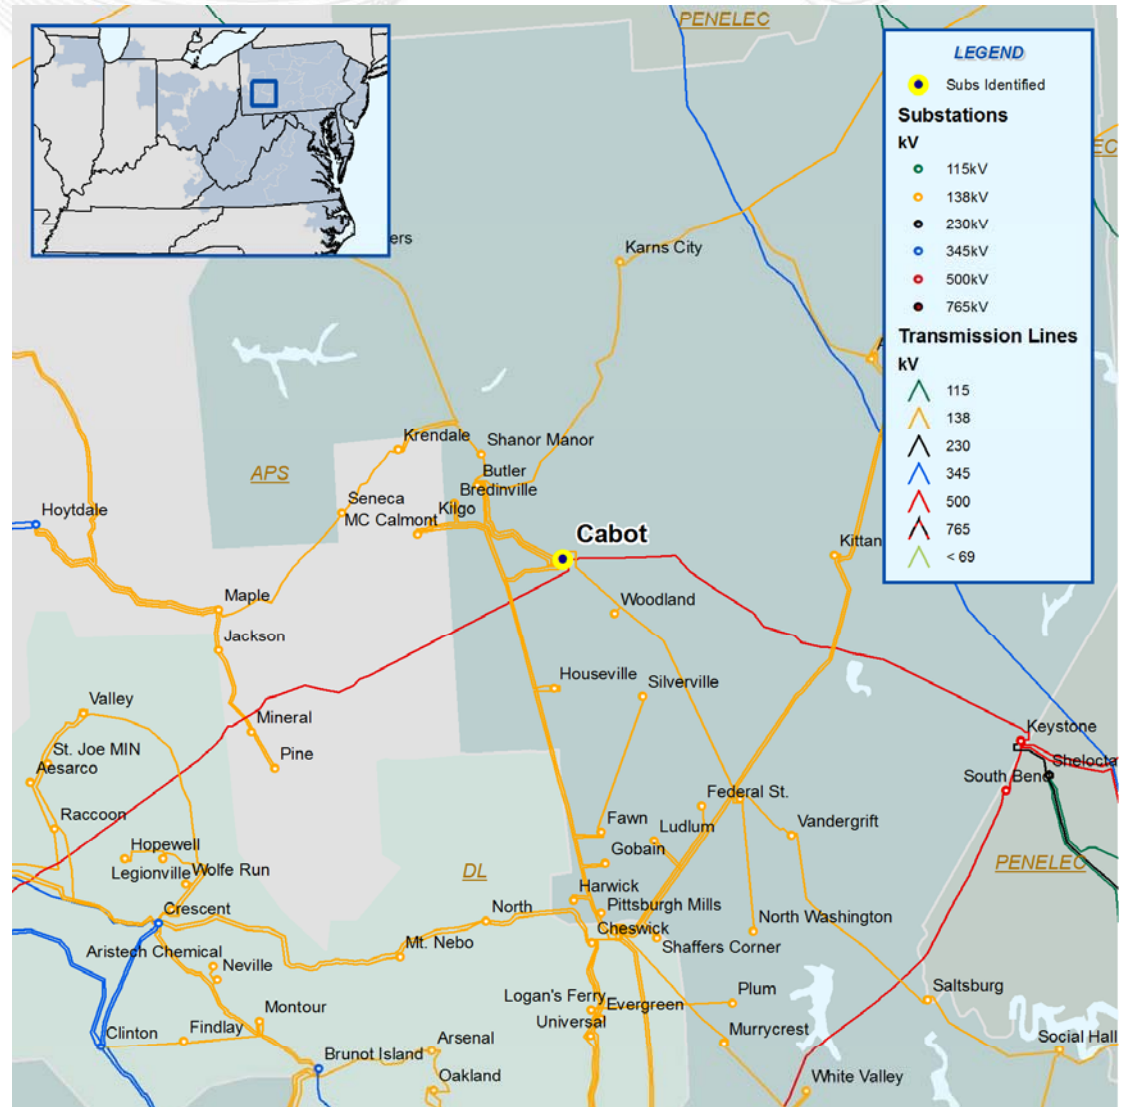 PENELEC
LEGEND
Subs Identified
Substations
kV
115kV
138kV
230kV
345kV
500kV
765kV
Transmission Lines
kV
115
138
230
345
500
765
< 69
EC
ers
Karns City
A
Krendale
Shanor Manor
APS
Butler
Bredinville
Seneca
Kilgo
MC Calmont
Hoytdale
Cabot
Kittan
Maple
Woodland
Jackson
Houseville
Silverville
Valley
Mineral
Keystone
St. Joe MIN
Pine
Aesarco
South Bend
Shelocta
Federal St.
Raccoon
Fawn
Ludlum
Vandergrift
Hopewell
Gobain
PENELEC
Legionville
Wolfe Run
DL
Harwick
Crescent
North
Pittsburgh Mills
North Washington
Cheswick
Shaffers Corner
Aristech Chemical
Mt. Nebo
Neville
Saltsburg
Logan's Ferry
Evergreen
Plum
Montour
Universal
Findlay
Murrycrest
Clinton
Arsenal
Social Hall
Brunot Island
Oakland
White Valley